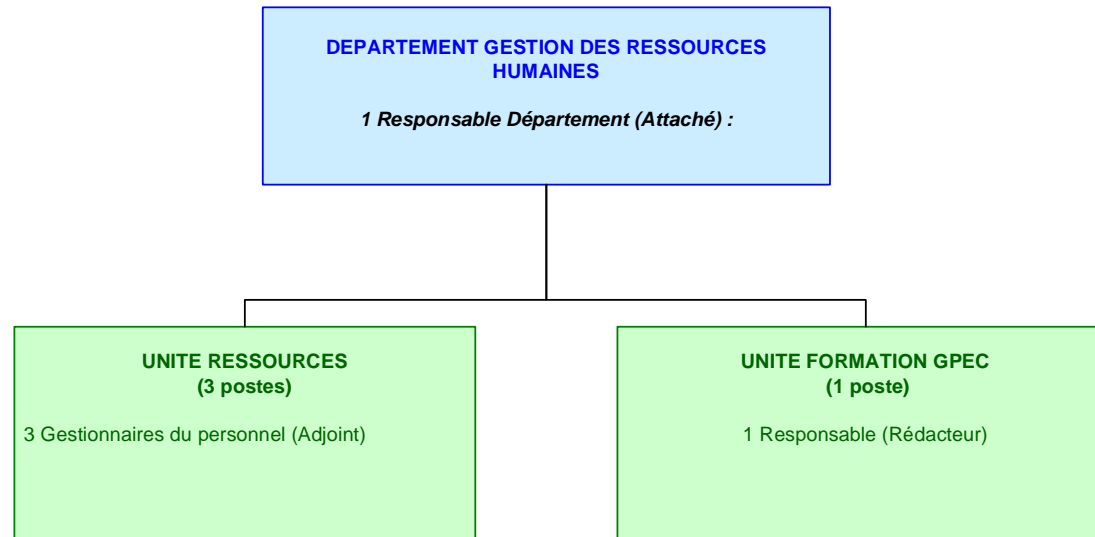 DEPARTEMENT GESTION DES RESSOURCES
HUMAINES
1 Responsable Département (Attaché) :
UNITE RESSOURCES
(3 postes)
3 Gestionnaires du personnel (Adjoint)
UNITE FORMATION GPEC
(1 poste)
1 Responsable (Rédacteur)